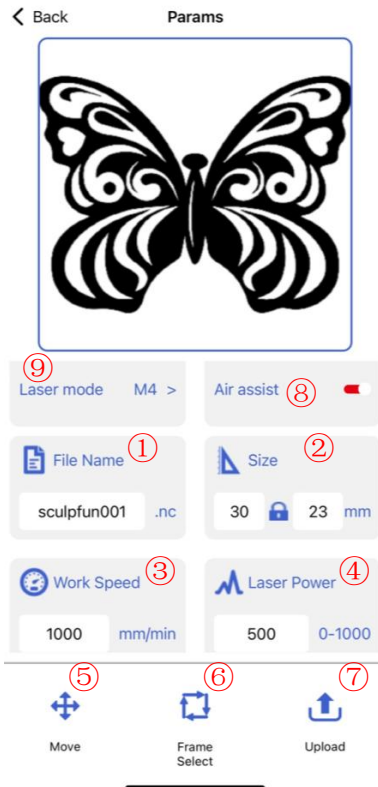 Back Params
⑨
Laser mode M4 >
Air assist ⑧
① File Name
sculpfun001 .nc
② Size
30 23 mm
③ Work Speed
1000 mm/min
④ Laser Power
500 0-1000
⑤ ⑥ ⑦
Move
Frame
Select
Upload